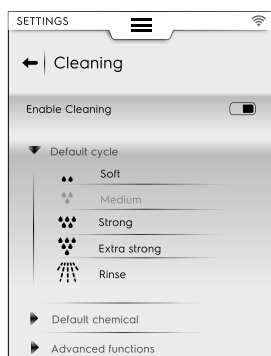 SETTINGS
Cleaning
Enable Cleaning
Default cycle
Soft
Medium
Strong
Extra strong
Rinse
Default chemical
Advanced functions